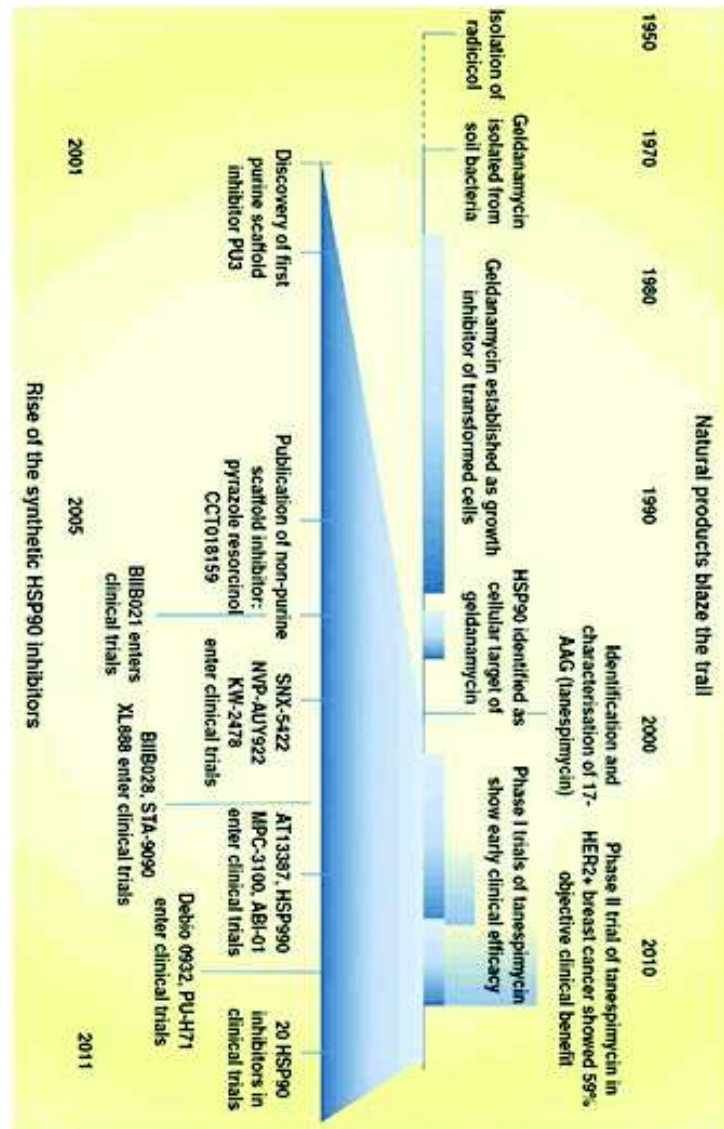 Natural products blaze the trail
1950
1970
1980
1990
2000
2010
Identification and
characterisation of 17-
AAG (tanespimycin)
Phase II trial of tanespimycin in
HER2+ breast cancer showed 59%
objective clinical benefit
Isolation of
radicicol
Geldanamycin
isolated from
soil bacteria
Geldanamycin established as growth
inhibitor of transformed cells
HSP90 identified as
cellular target of
geldanamycin
Phase I trials of tanespimycin
show early clinical efficacy
Discovery of first
purine scaffold
inhibitor PU3
Publication of non-purine
scaffold inhibitor:
pyrazole resorcinol
CCT018159
SNX-5422
NVP-AUY922
KW-2478
enter clinical trials
AT13387, HSP990
MPC-3100, ABI-01
enter clinical trials
20 HSP90
inhibitors in
clinical trials
BIIB021 enters
clinical trials
BIIB028, STA-9090
XL888 enter clinical trials
Debio 0932, PU-H71
enter clinical trials
2001
2005
2011
Rise of the synthetic HSP90 inhibitors